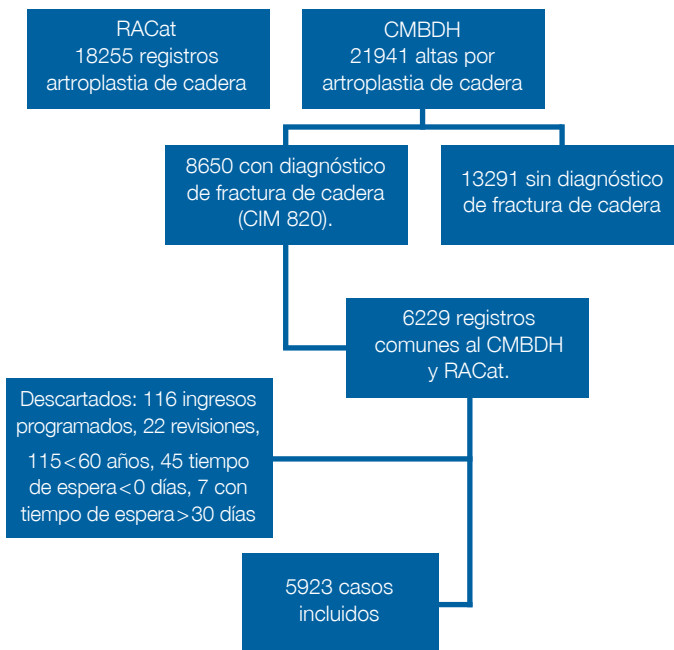 RACat
18255 registros
artroplastia de cadera
CMBDH
21941 altas por
artroplastia de cadera
8650 con diagnóstico
de fractura de cadera
(CIM 820).
13291 sin diagnóstico
de fractura de cadera
6229 registros
comunes al CMBDH
y RACat.
Descartados: 116 ingresos
programados, 22 revisiones,
115<60 años, 45 tiempo
de espera<0 días, 7 con
tiempo de espera>30 días
5923 casos
incluidos